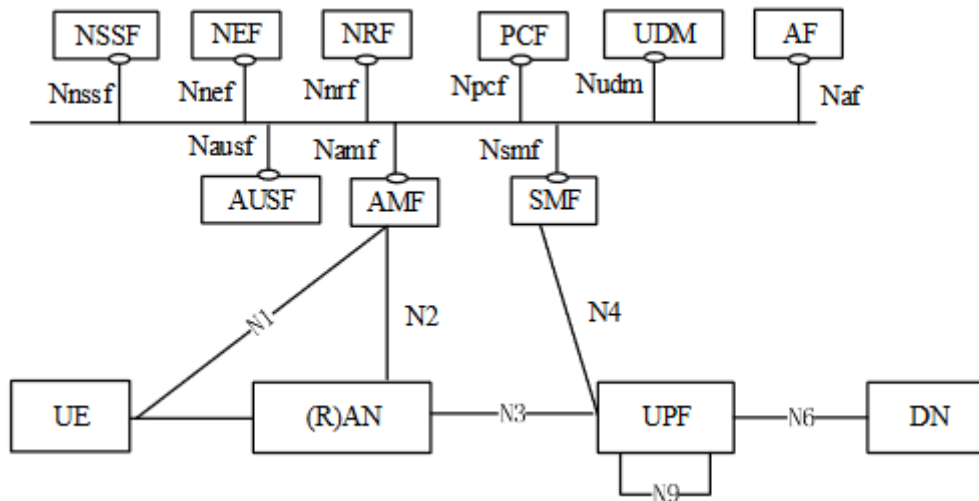 NSSF NEF NRF PCF UDM AF
Nnssf Nnef Nnrf Npcf Nudm Naf
Nausf Namf Nsmf
AUSF AMF SMF
N1 N2 N4
UE (R)AN N3 UPF N6 DN
N9